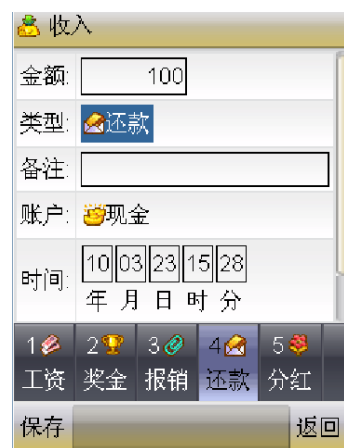 收入
金额: 100
类型: 还款
备注:
账户: 现金
时间: 10 03 23 15 28
年 月 日 时 分
1 2 3 4 5
工资 奖金 报销 还款 分红
保存 返回